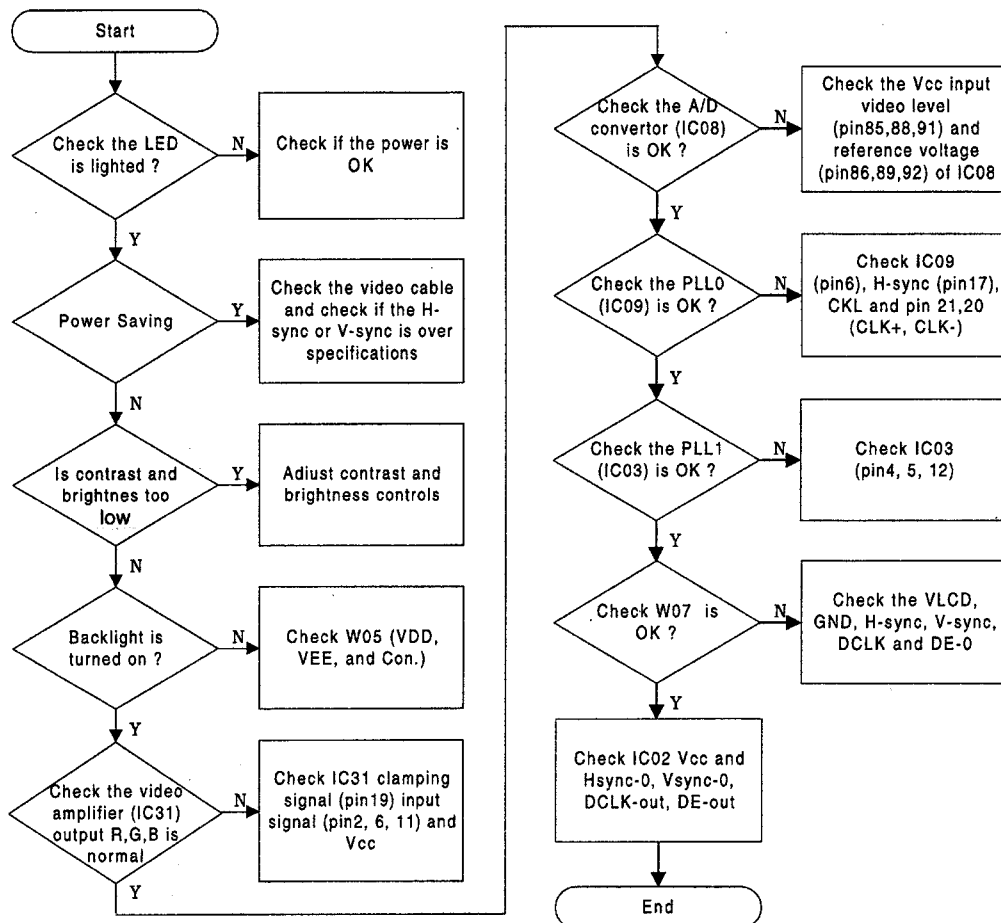 Start
Check the LED
is lighted ?
N
Check if the power is
OK
Y
Power Saving
Y
Check the video cable
and check if the H-
sync or V-sync is over
specifications
N
Is contrast and
brightnes too
low
Y
Adiust contrast and
brightness controls
N
Backlight is
turned on ?
N
Check W05 (VDD,
VEE, and Con.)
Y
Check the video
amplifier (IC31)
output R,G,B is
normal
N
Check IC31 clamping
signal (pin19) input
signal (pin2, 6, 11) and
Vcc
Y
Check the A/D
convertor (IC08)
is OK ?
N
Check the Vcc input
video level
(pin85,88,91) and
reference voltage
(pin86,89,92) of IC08
Y
Check the PLL0
(IC09) is OK ?
N
Check IC09
(pin6), H-sync (pin17),
CKL and pin 21,20
(CLK+, CLK-)
Y
Check the PLL1
(IC03) is OK ?
N
Check IC03
(pin4, 5, 12)
Y
Check W07 is
OK ?
N
Check the VLCD,
GND, H-sync, V-sync,
DCLK and DE-0
Y
Check IC02 Vcc and
Hsync-0, Vsync-0,
DCLK-out, DE-out
End